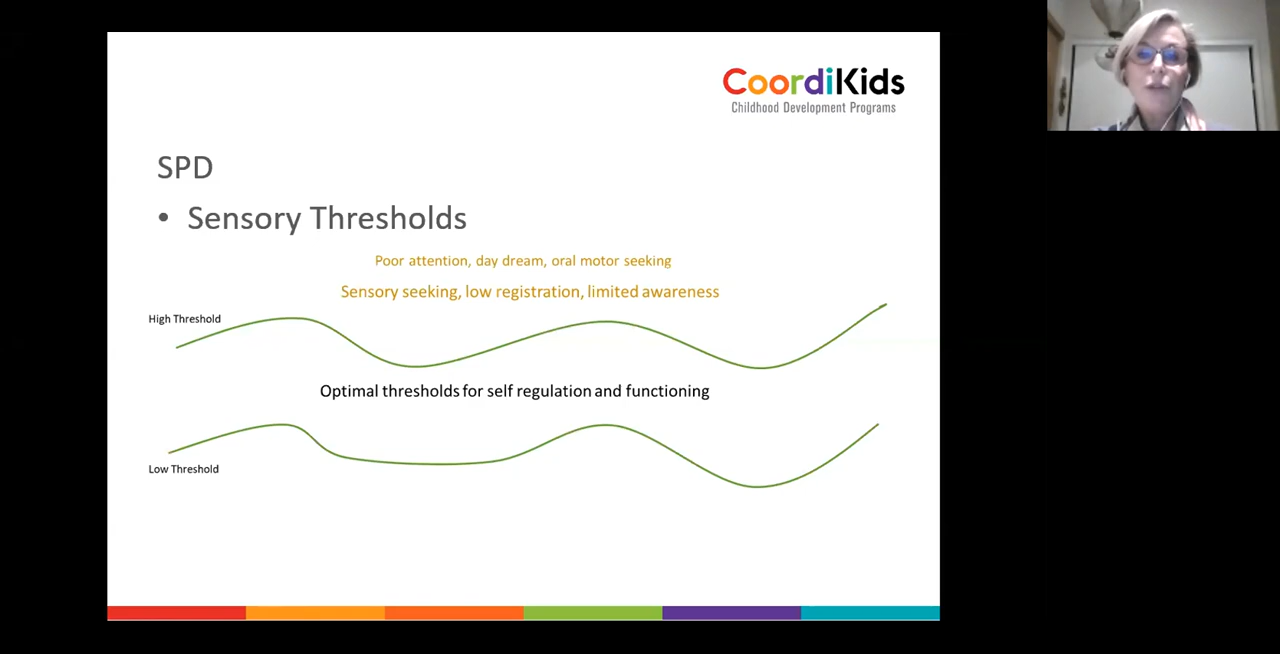 CoordiKids
Childhood Development Programs
SPD
• Sensory Thresholds
Poor attention, day dream, oral motor seeking
Sensory seeking, low registration, limited awareness
High Threshold
Optimal thresholds for self regulation and functioning
Low Threshold